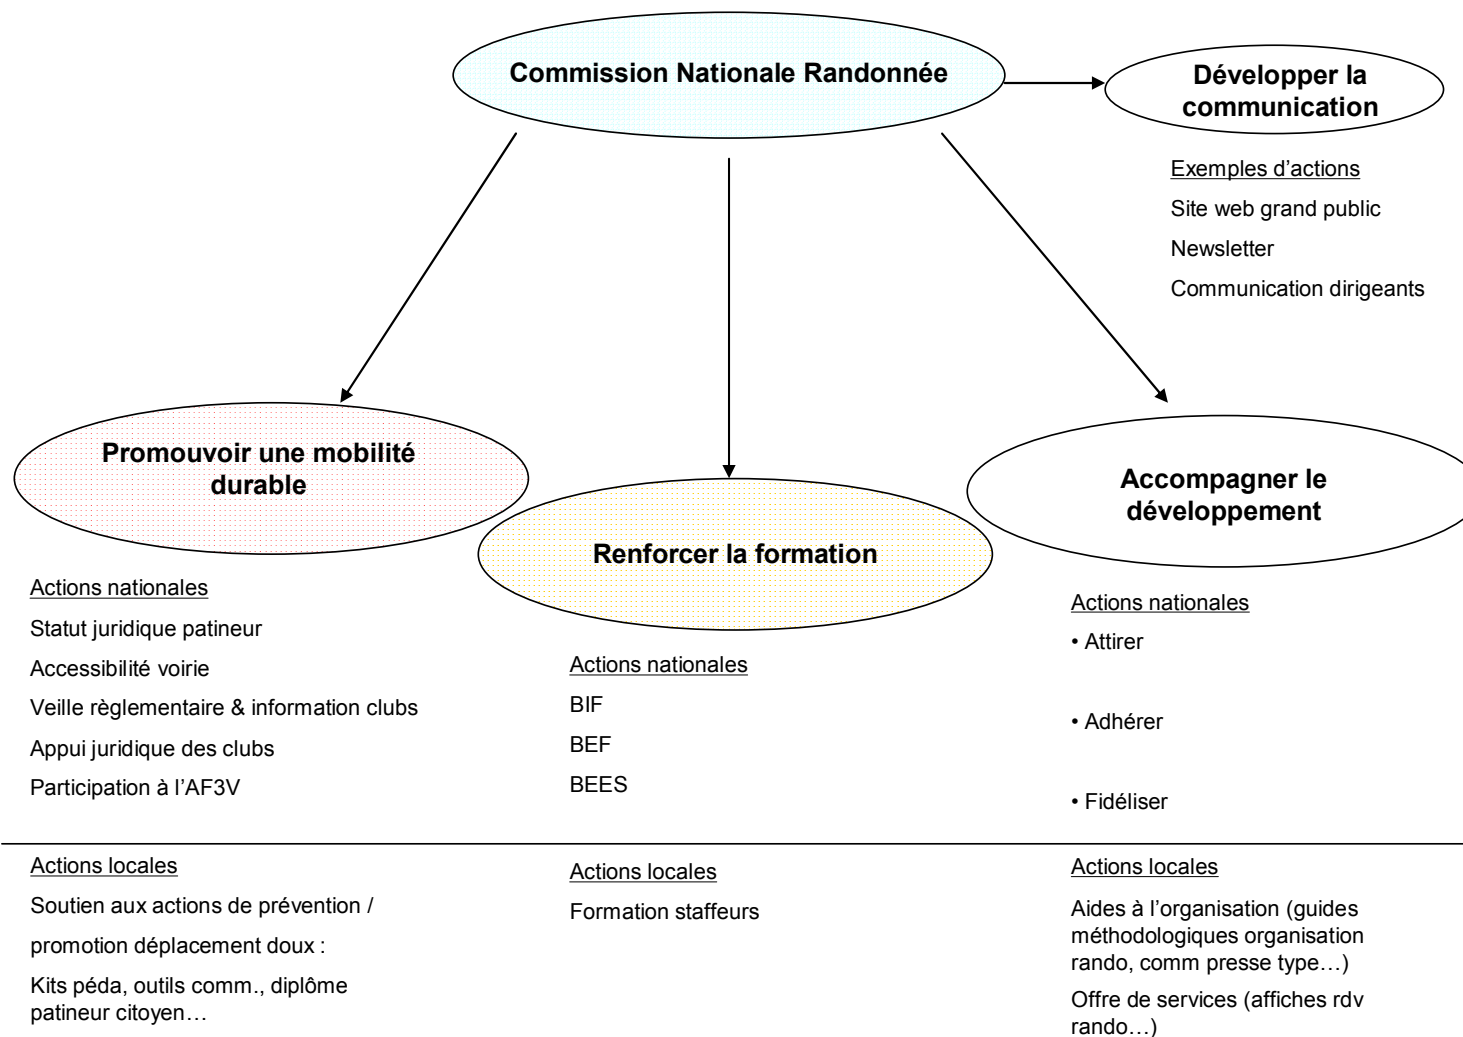 Commission Nationale Randonnée
Développer la
communication
Exemples d’actions
Site web grand public
Newsletter
Communication dirigeants
Promouvoir une mobilité
durable
Renforcer la formation
Accompagner le
développement
Actions nationales
Statut juridique patineur
Accessibilité voirie
Veille règlementaire & information clubs
Appui juridique des clubs
Participation à l’AF3V
Actions nationales
BIF
BEF
BEES
Actions nationales
• Attirer
• Adhérer
• Fidéliser
Actions locales
Soutien aux actions de prévention /
promotion déplacement doux :
Kits péda, outils comm., diplôme
patineur citoyen…
Actions locales
Formation staffeurs
Actions locales
Aides à l’organisation (guides
méthodologiques organisation
rando, comm presse type…)
Offre de services (affiches rdv
rando…)